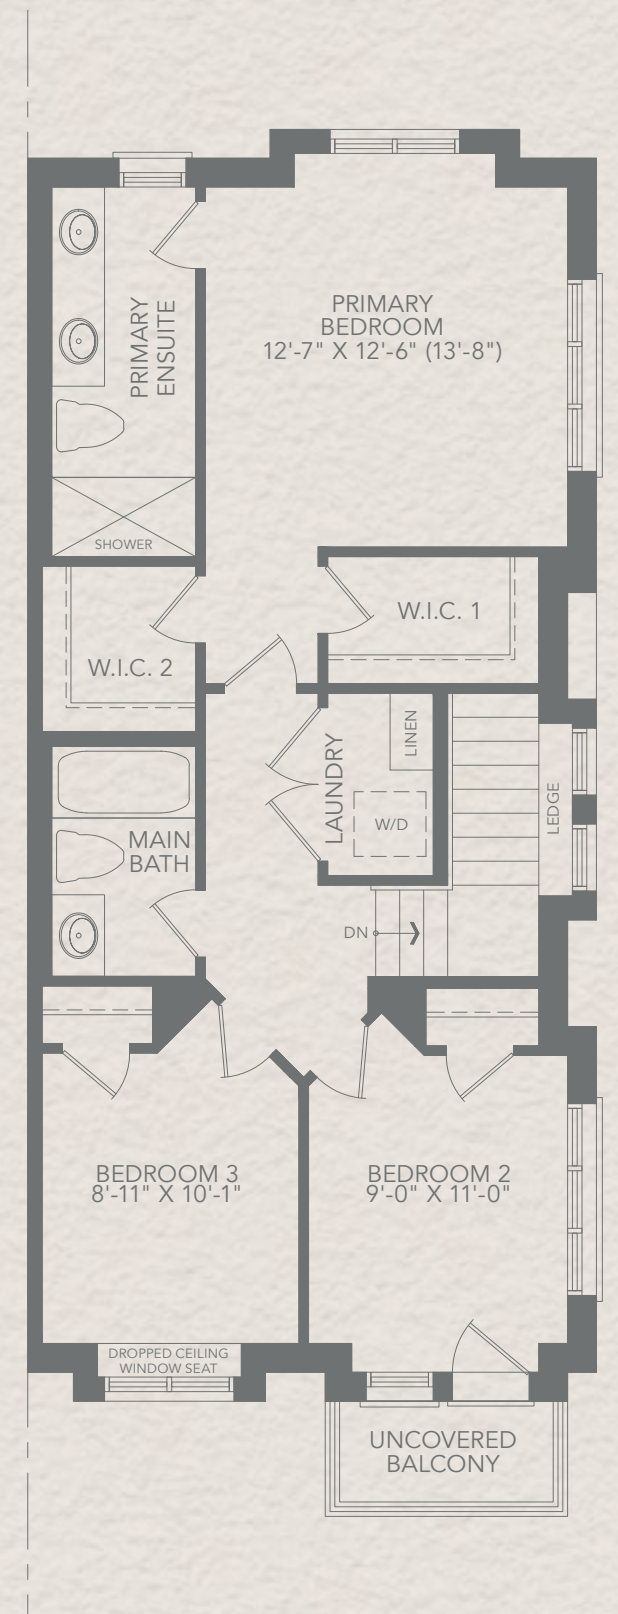 PRIMARY
ENSUITE
PRIMARY
BEDROOM
12'-7" X 12'-6" (13'-8")
SHOWER
W.I.C. 1
W.I.C. 2
LINEN
LAUNDRY
W/D
LEDGE
MAIN
BATH
DN
BEDROOM 3
8'-11" X 10'-1"
BEDROOM 2
9'-0" X 11'-0"
DROPPED CEILING
WINDOW SEAT
UNCOVERED
BALCONY